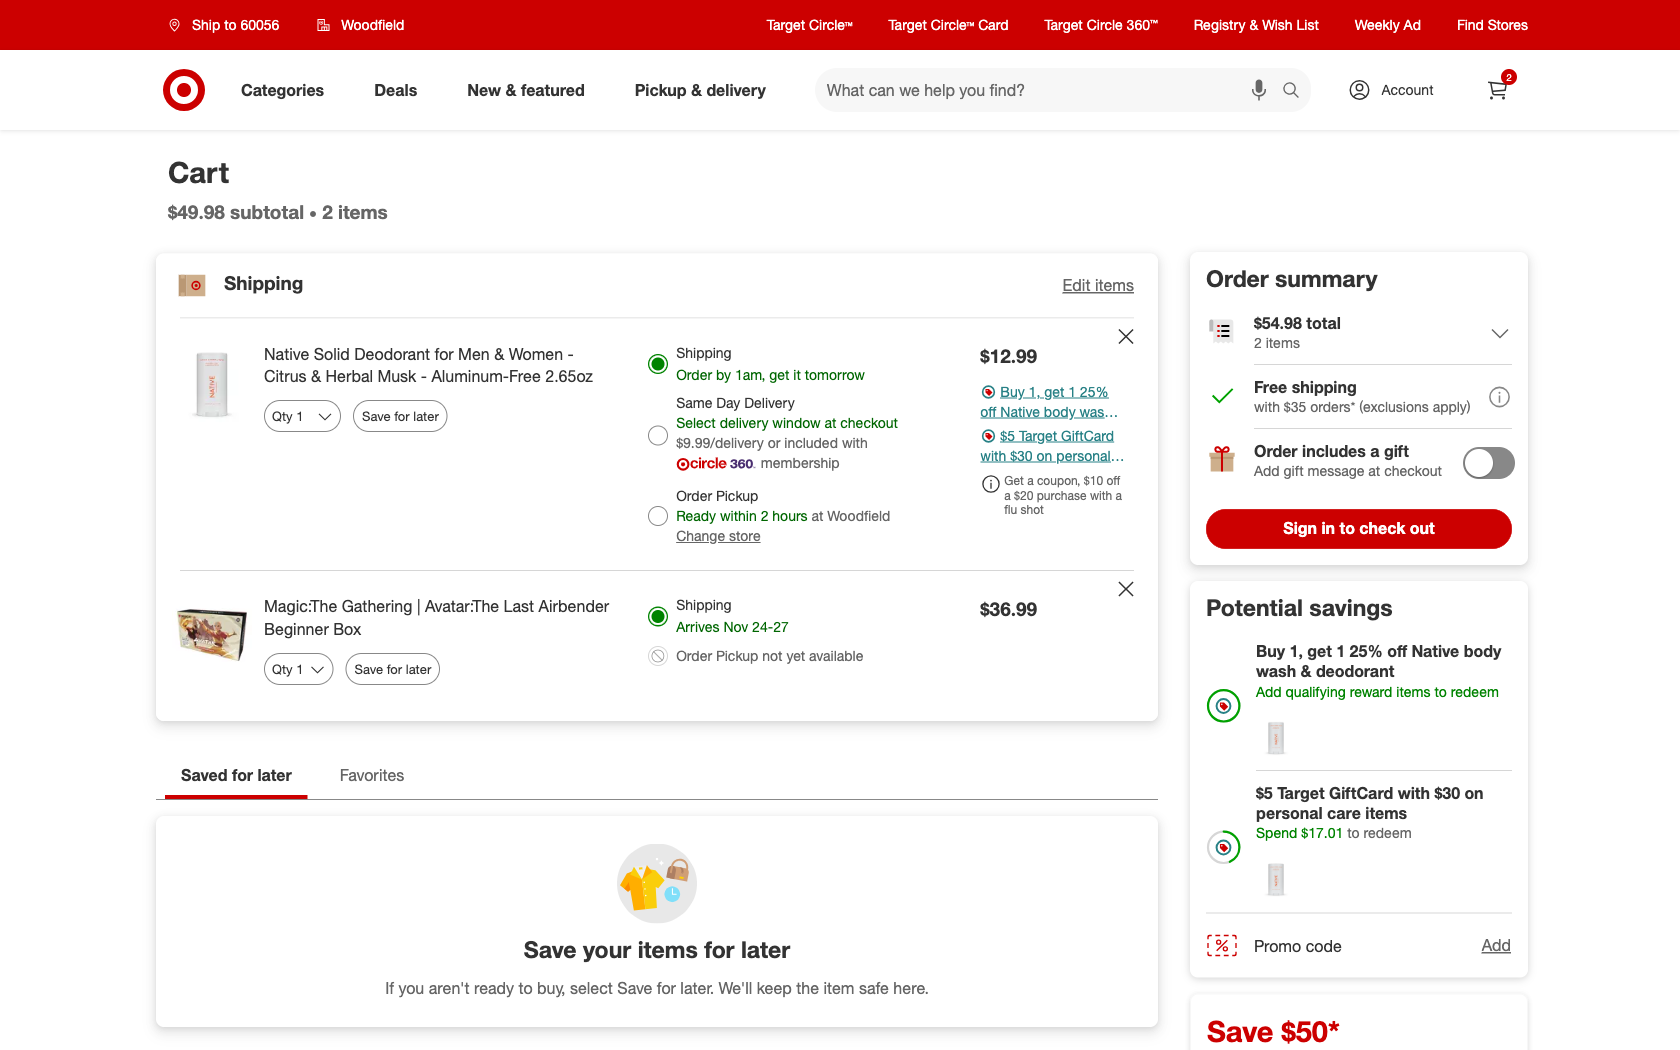 Ship to 60056
Woodfield
Target Circle™
Target Circle™ Card
Target Circle 360™
Registry & Wish List
Weekly Ad
Find Stores
Categories
Deals
New & featured
Pickup & delivery
What can we help you find?
Account
2
Cart
$49.98 subtotal • 2 items
Shipping
Edit items
Native Solid Deodorant for Men & Women -
Citrus & Herbal Musk - Aluminum-Free 2.65oz
Qty 1
Save for later
NATIVE
Shipping
Order by 1am, get it tomorrow
Same Day Delivery
Select delivery window at checkout
$9.99/delivery or included with
circle 360. membership
Order Pickup
Ready within 2 hours at Woodfield
Change store
$12.99
Buy 1, get 1 25%
off Native body was…
$5 Target GiftCard
with $30 on personal…
Get a coupon, $10 off
a $20 purchase with a
flu shot
Magic:The Gathering | Avatar:The Last Airbender
Beginner Box
Qty 1
Save for later
Shipping
Arrives Nov 24-27
Order Pickup not yet available
$36.99
Saved for later
Favorites
Save your items for later
If you aren't ready to buy, select Save for later. We'll keep the item safe here.
Order summary
$54.98 total
2 items
Free shipping
with $35 orders* (exclusions apply)
Order includes a gift
Add gift message at checkout
Sign in to check out
Potential savings
Buy 1, get 1 25% off Native body
wash & deodorant
Add qualifying reward items to redeem
$5 Target GiftCard with $30 on
personal care items
Spend $17.01 to redeem
Promo code
Add
Save $50*